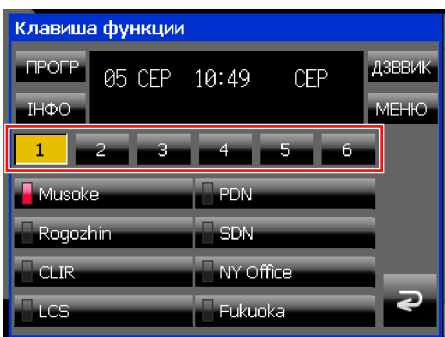 Клавиша функции
ПРОГР
05 СЕР 10:49 СЕР
ДЗВВИК
ІНФО
МЕНЮ
1 2 3 4 5 6
Musoke PDN
Rogozhin SDN
CLIR NY Office
LCS Fukuoka